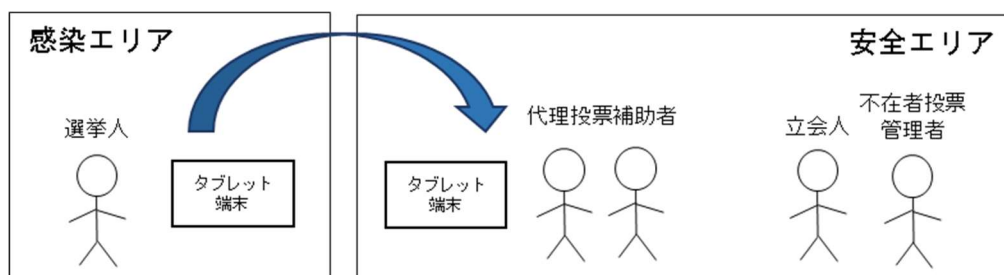 感染エリア
選挙人
タブレット
端末
安全エリア
タブレット
端末
代理投票補助者
立会人
不在者投票
管理者